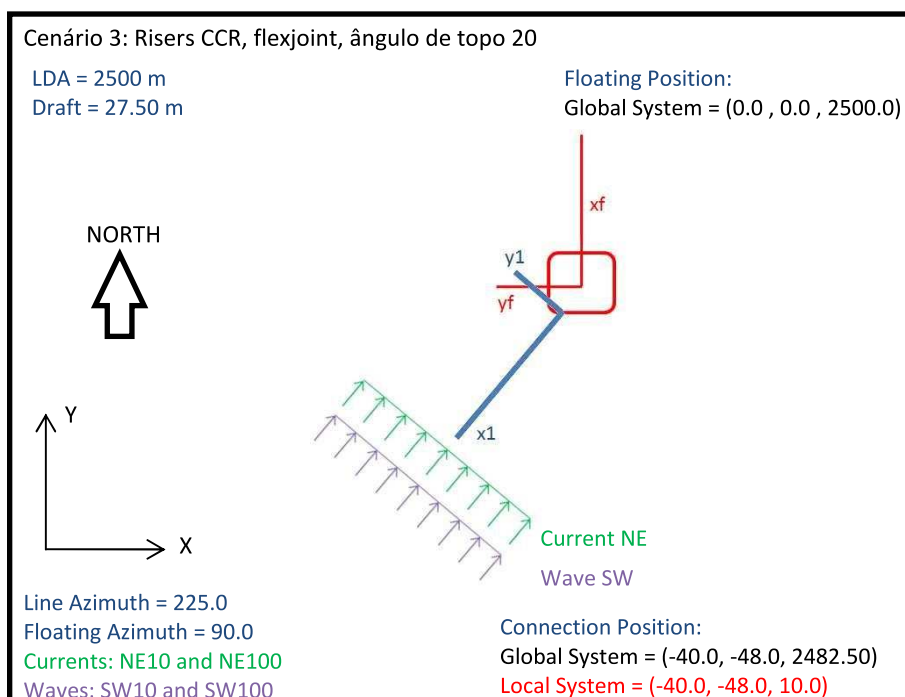 Cenário 3: Risers CCR, flexjoint, ângulo de topo 20
LDA = 2500 m
Draft = 27.50 m
Floating Position:
Global System = (0.0 , 0.0 , 2500.0)
xf
NORTH
y1
yf
x1
Y
X
Current NE
Wave SW
Line Azimuth = 225.0
Floating Azimuth = 90.0
Currents: NE10 and NE100
Waves: SW10 and SW100
Connection Position:
Global System = (-40.0, -48.0, 2482.50)
Local System = (-40.0, -48.0, 10.0)